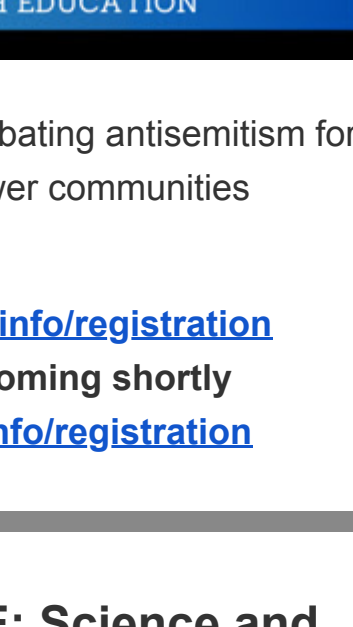 EDUCATION
bating antisemitism for
ver communities
info/registration
oming shortly
nfo/registration
: Science and